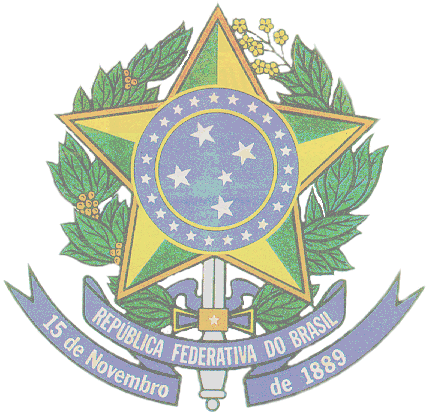 REPÚBLICA FEDERATIVA DO BRASIL
15 de Novembro de 1889